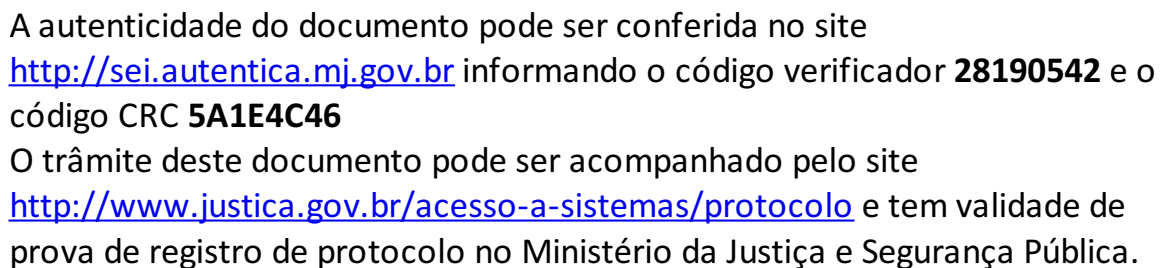 A autenticidade do documento pode ser conferida no site
http://sei.autentica.mj.gov.br informando o código verificador 28190542 e o
código CRC 5A1E4C46
O trâmite deste documento pode ser acompanhado pelo site
http://www.justica.gov.br/acesso-a-sistemas/protocolo e tem validade de
prova de registro de protocolo no Ministério da Justiça e Segurança Pública.